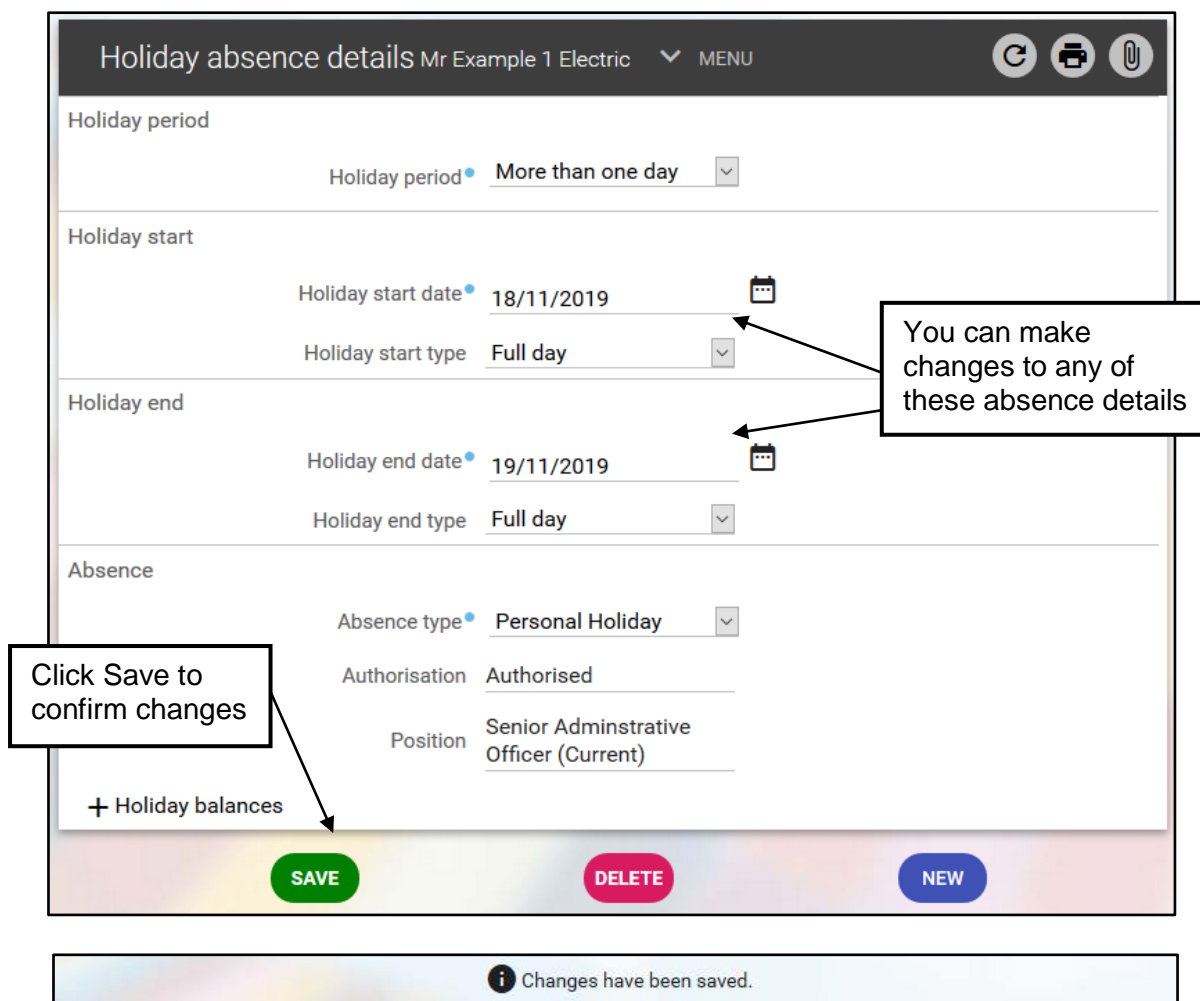 Holiday absence details Mr Example 1 Electric MENU
Holiday period
Holiday period More than one day
Holiday start
Holiday start date 18/11/2019
Holiday start type Full day
You can make
changes to any of
these absence details
Holiday end
Holiday end date 19/11/2019
Holiday end type Full day
Absence
Absence type Personal Holiday
Click Save to
confirm changes
Authorisation Authorised
Position Senior Adminstrative
Officer (Current)
+ Holiday balances
SAVE DELETE NEW
Changes have been saved.